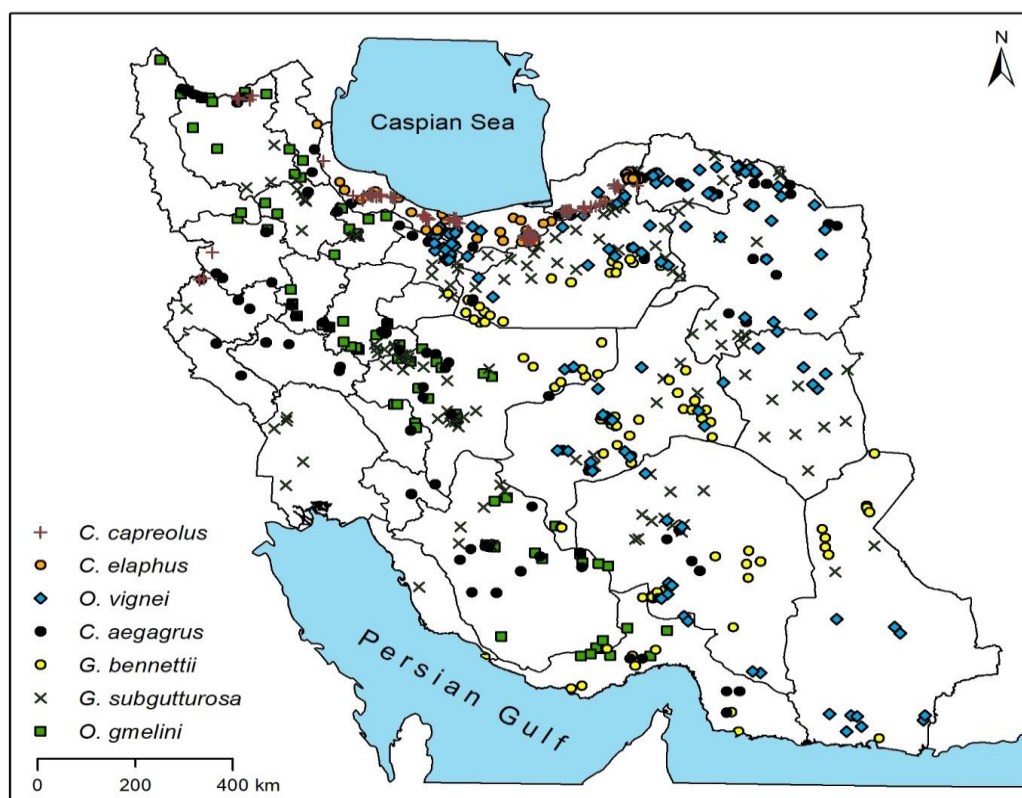 N
Caspian Sea
C. capreolus
C. elaphus
O. vignei
C. aegagrus
G. bennettii
G. subgutturosa
O. gmelini
Persian Gulf
0 200 400 km